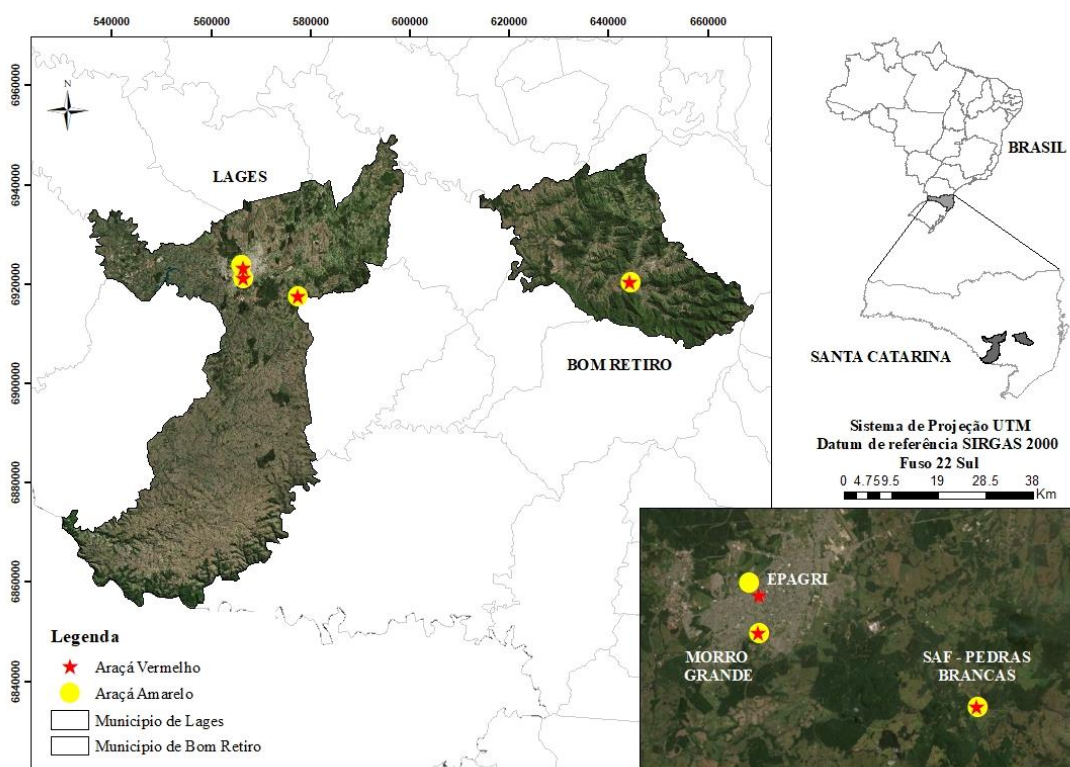 540000 560000 580000 600000 620000 640000 660000
6960000
6940000
6920000
6900000
6880000
6860000
6840000
N
LAGES
BOM RETIRO
BRASIL
SANTA CATARINA
Sistema de Projeção UTM
Datum de referência SIRGAS 2000
Fuso 22 Sul
0 4.759.5 19 28.5 38
Km
EPAGRI
MORRO
GRANDE
SAF - PEDRAS
BRANCAS
Legenda
Araçá Vermelho
Araçá Amarelo
Municipio de Lages
Município de Bom Retiro